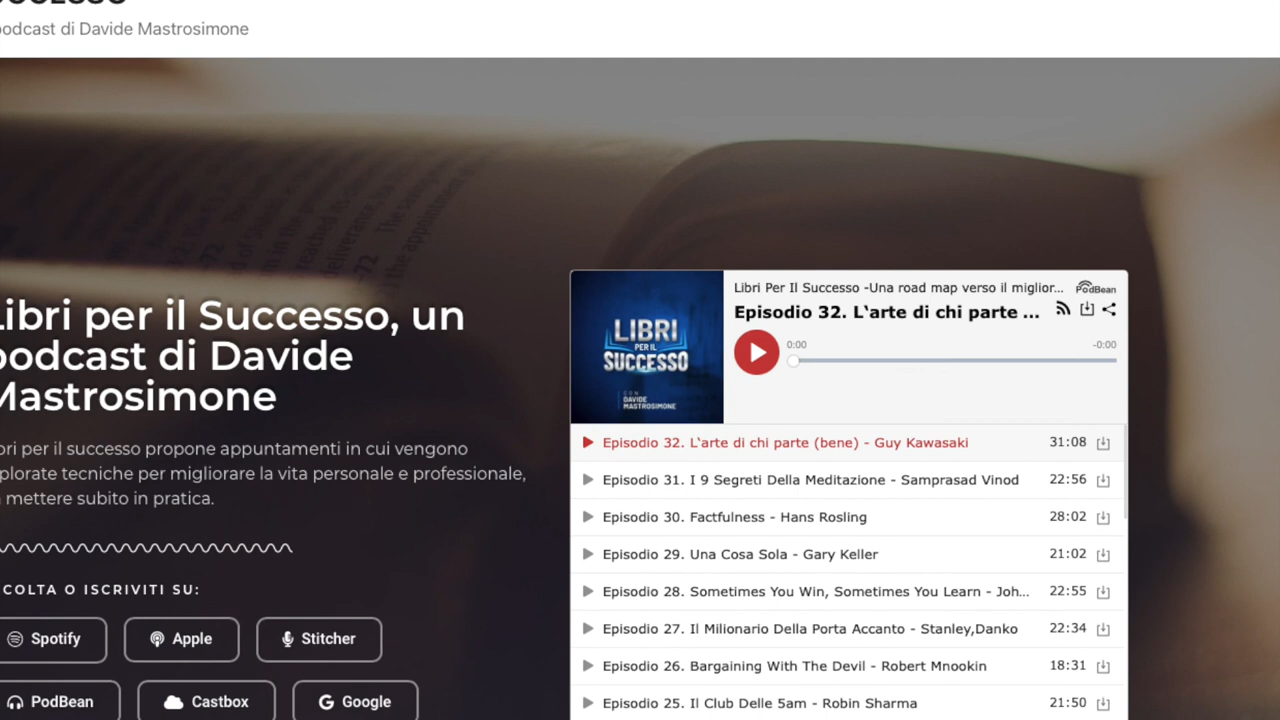 podcast di Davide Mastrosimone
Libri per il Successo, un
podcast di Davide
Mastrosimone
bri per il successo propone appuntamenti in cui vengono
plorate tecniche per migliorare la vita personale e professionale,
mettere subito in pratica.
COLTA O ISCRIVITI SU:
Spotify
Apple
Stitcher
PodBean
Castbox
Google
LIBRI
PER IL
SUCCESSO
CON
DAVIDE
MASTROSIMONE
Libri Per Il Successo -Una road map verso il miglior...
PodBean
Episodio 32. L'arte di chi parte ...
0:00
-0:00
Episodio 32. L'arte di chi parte (bene) - Guy Kawasaki 31:08
Episodio 31. I 9 Segreti Della Meditazione - Samprasad Vinod 22:56
Episodio 30. Factfulness - Hans Rosling 28:02
Episodio 29. Una Cosa Sola - Gary Keller 21:02
Episodio 28. Sometimes You Win, Sometimes You Learn - Joh... 22:55
Episodio 27. Il Milionario Della Porta Accanto - Stanley,Danko 22:34
Episodio 26. Bargaining With The Devil - Robert Mnookin 18:31
Episodio 25. Il Club Delle 5am - Robin Sharma 21:50